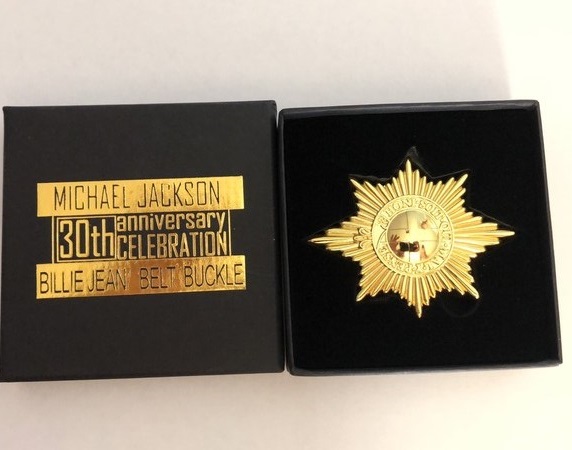 MICHAEL JACKSON
30th anniversary
CELEBRATION
BILLIE JEAN BELT BUCKLE